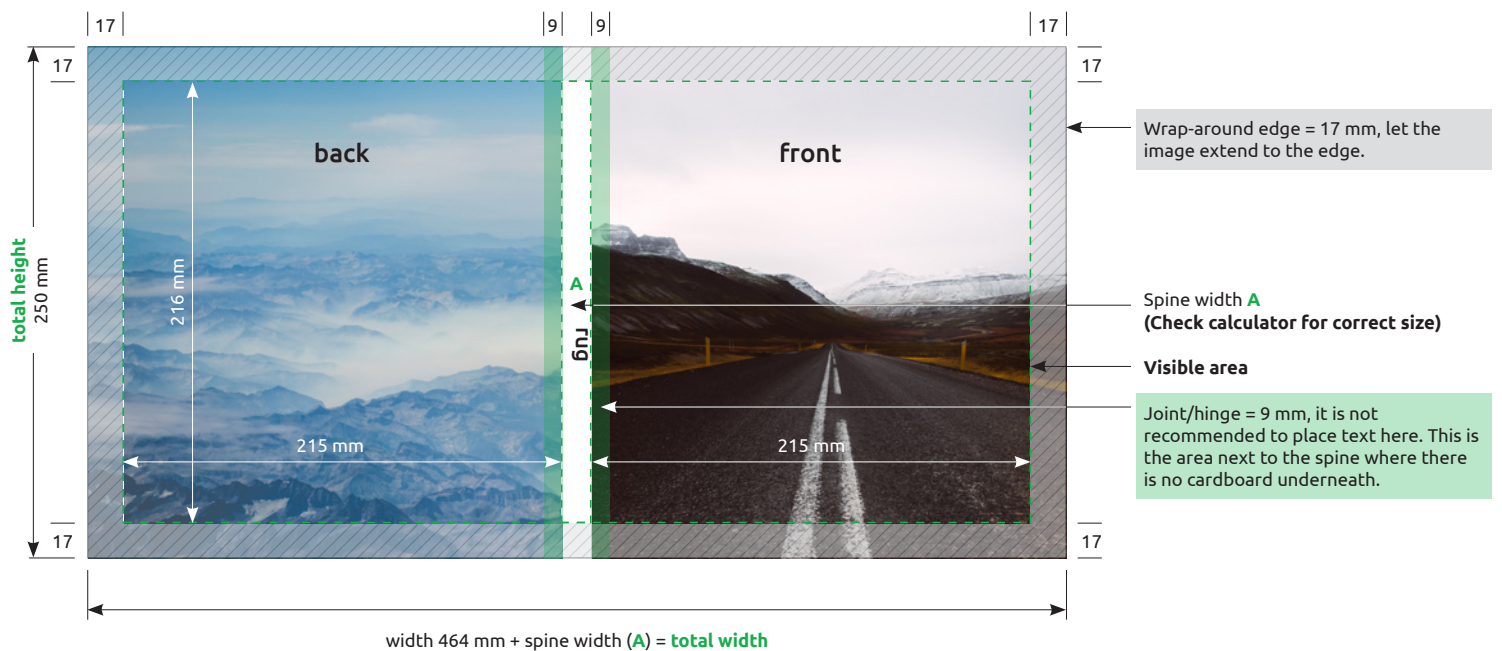 17
9
9
17
17
17
back
front
Wrap-around edge = 17 mm, let the
image extend to the edge.
total height
250 mm
216 mm
A
rug
Spine width A
(Check calculator for correct size)
Visible area
Joint/hinge = 9 mm, it is not
recommended to place text here. This is
the area next to the spine where there
is no cardboard underneath.
215 mm
215 mm
17
17
width 464 mm + spine width (A) = total width